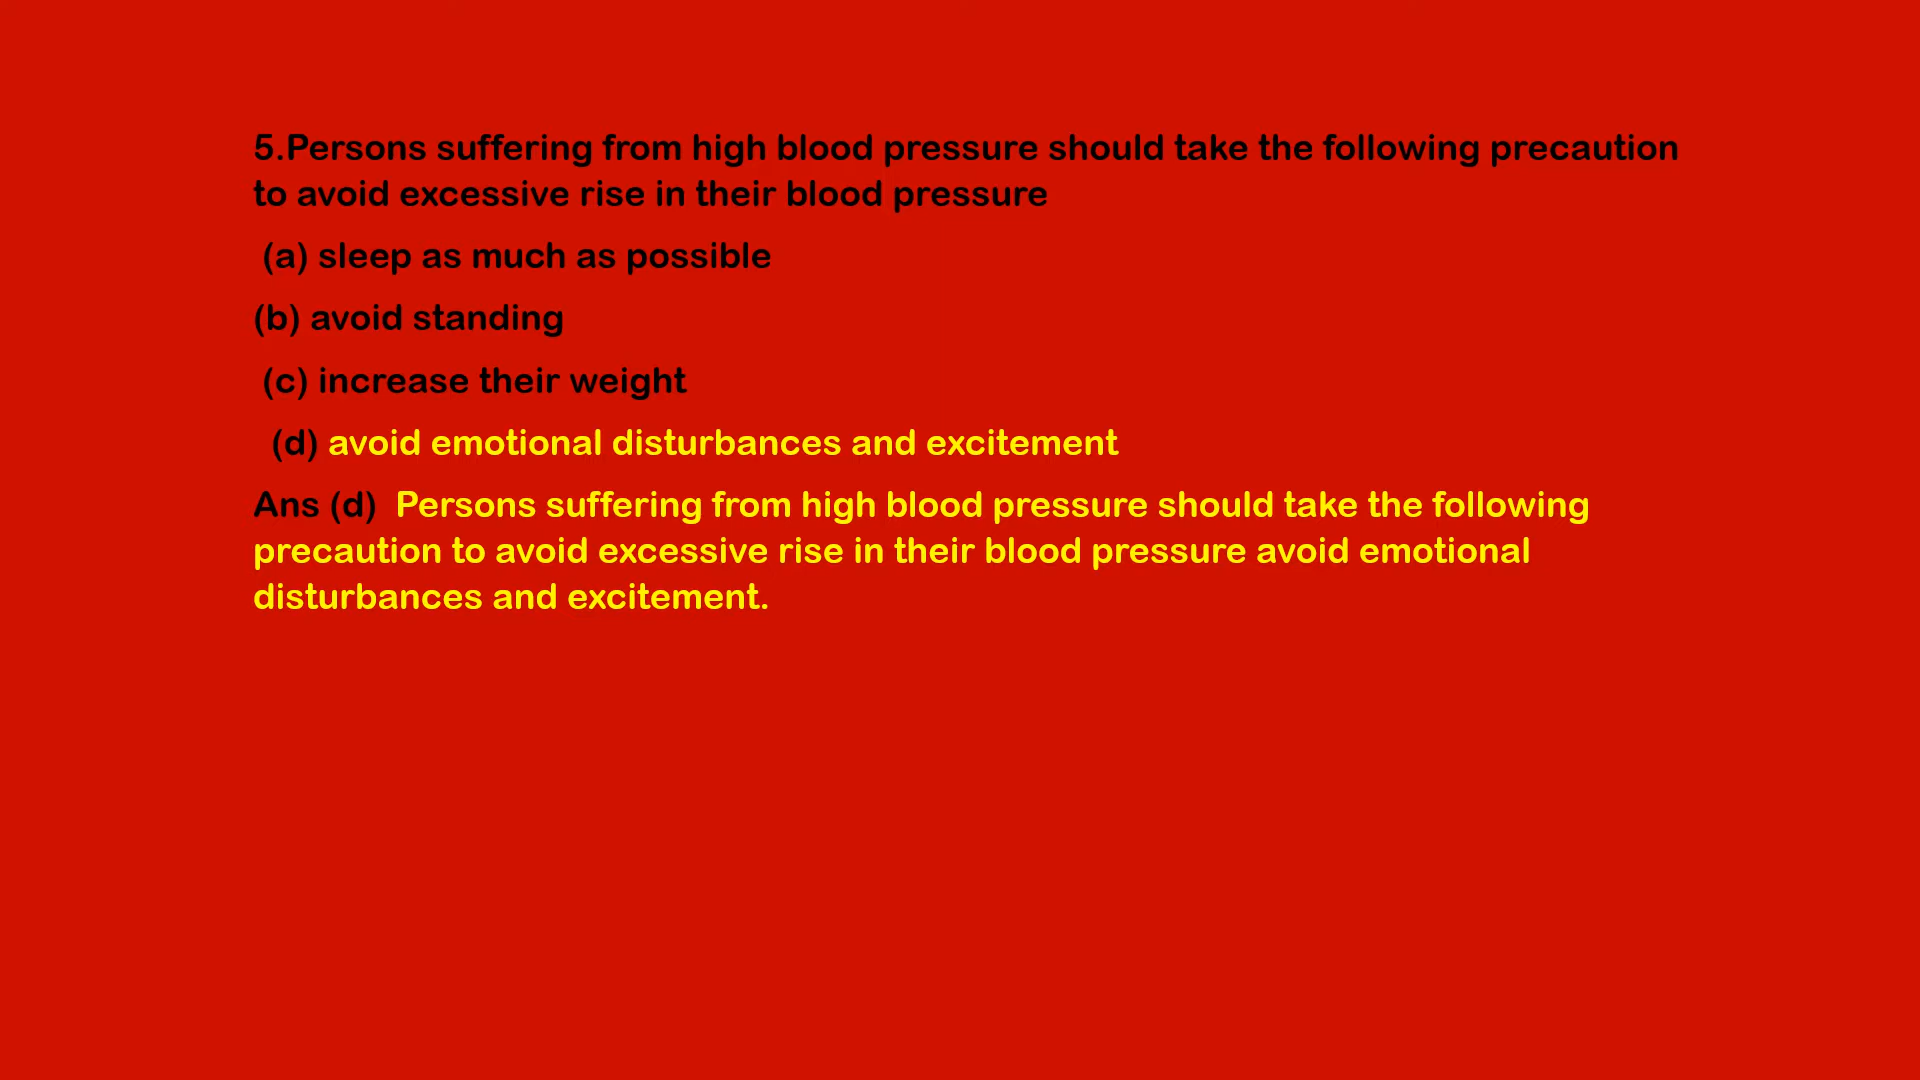 5.Persons suffering from high blood pressure should take the following precaution
to avoid excessive rise in their blood pressure
(a) sleep as much as possible
(b) avoid standing
(c) increase their weight
(d) avoid emotional disturbances and excitement
Ans (d) Persons suffering from high blood pressure should take the following
precaution to avoid excessive rise in their blood pressure avoid emotional
disturbances and excitement.